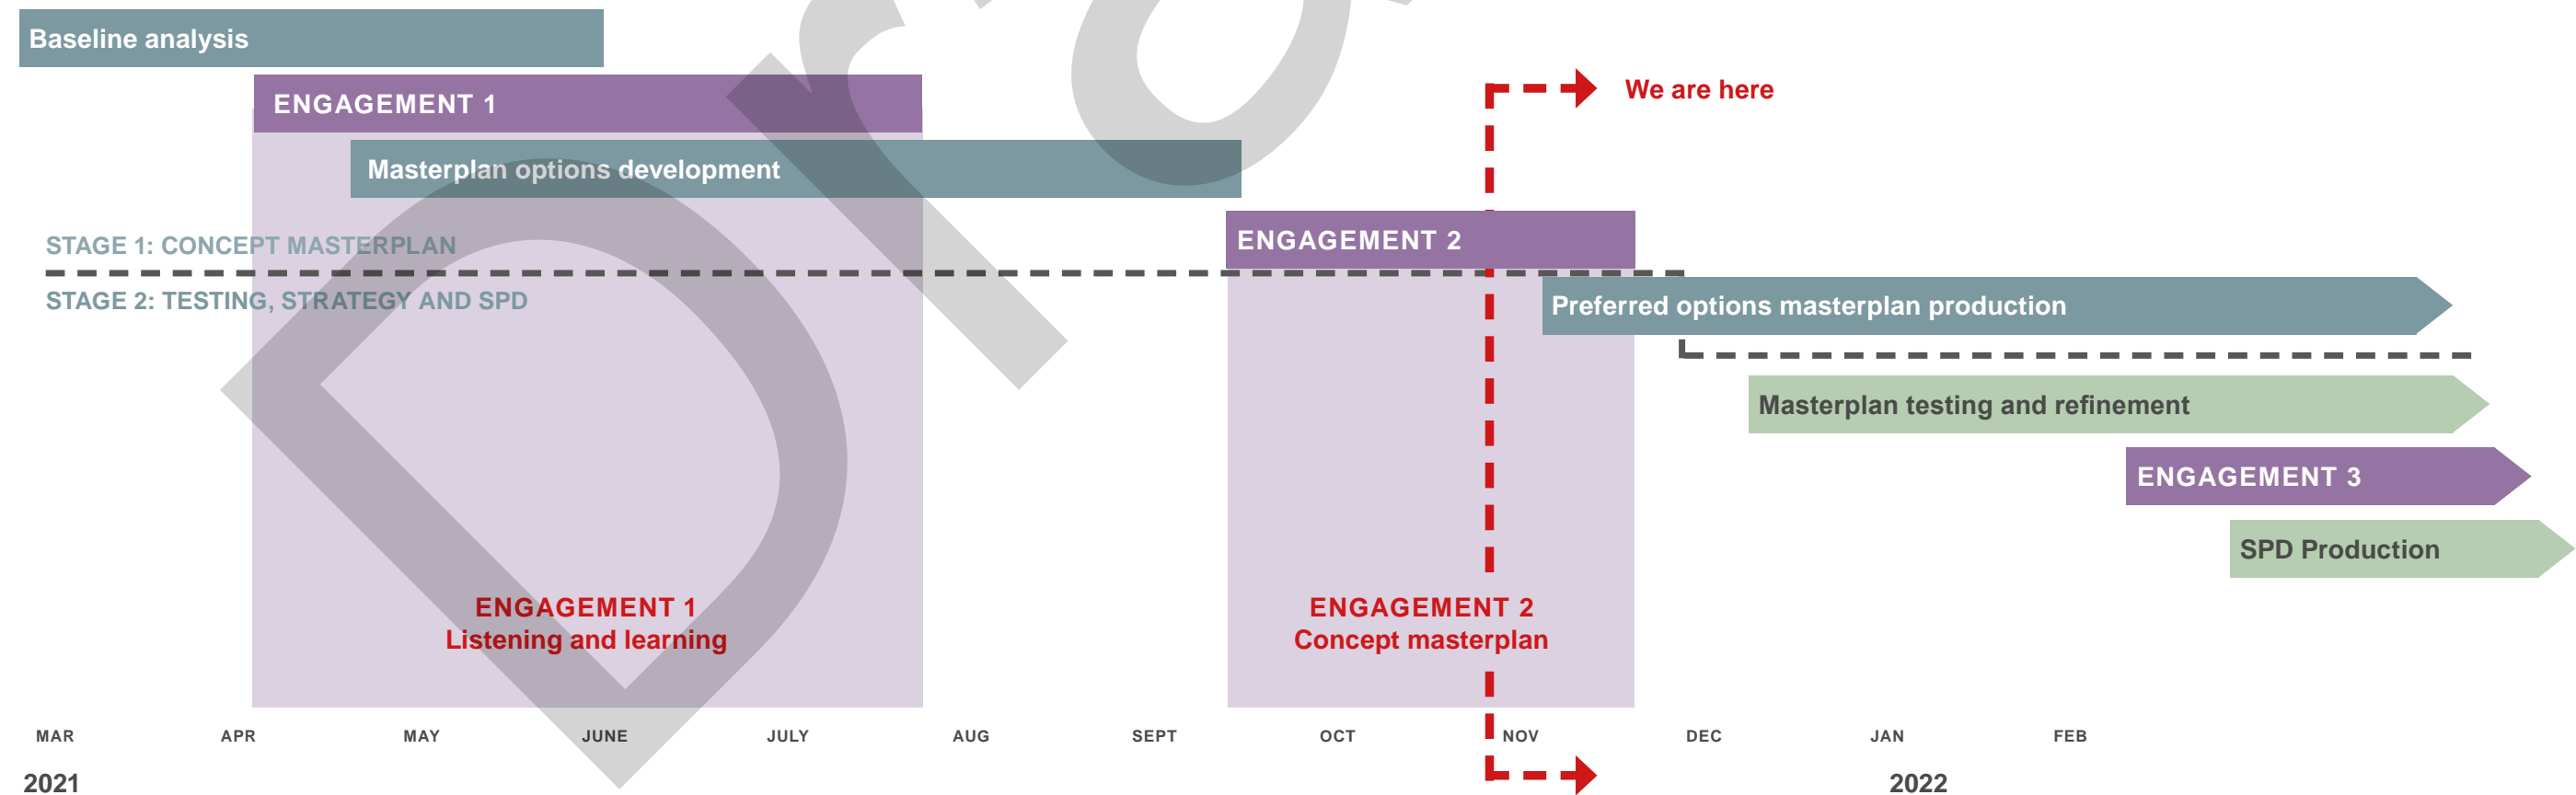 Baseline analysis
ENGAGEMENT 1
We are here
Masterplan options development
STAGE 1: CONCEPT MASTERPLAN
ENGAGEMENT 2
STAGE 2: TESTING, STRATEGY AND SPD
Preferred options masterplan production
Masterplan testing and refinement
ENGAGEMENT 3
SPD Production
ENGAGEMENT 1
Listening and learning
ENGAGEMENT 2
Concept masterplan
MAR APR MAY JUNE JULY AUG SEPT OCT NOV DEC JAN FEB
2021 2022